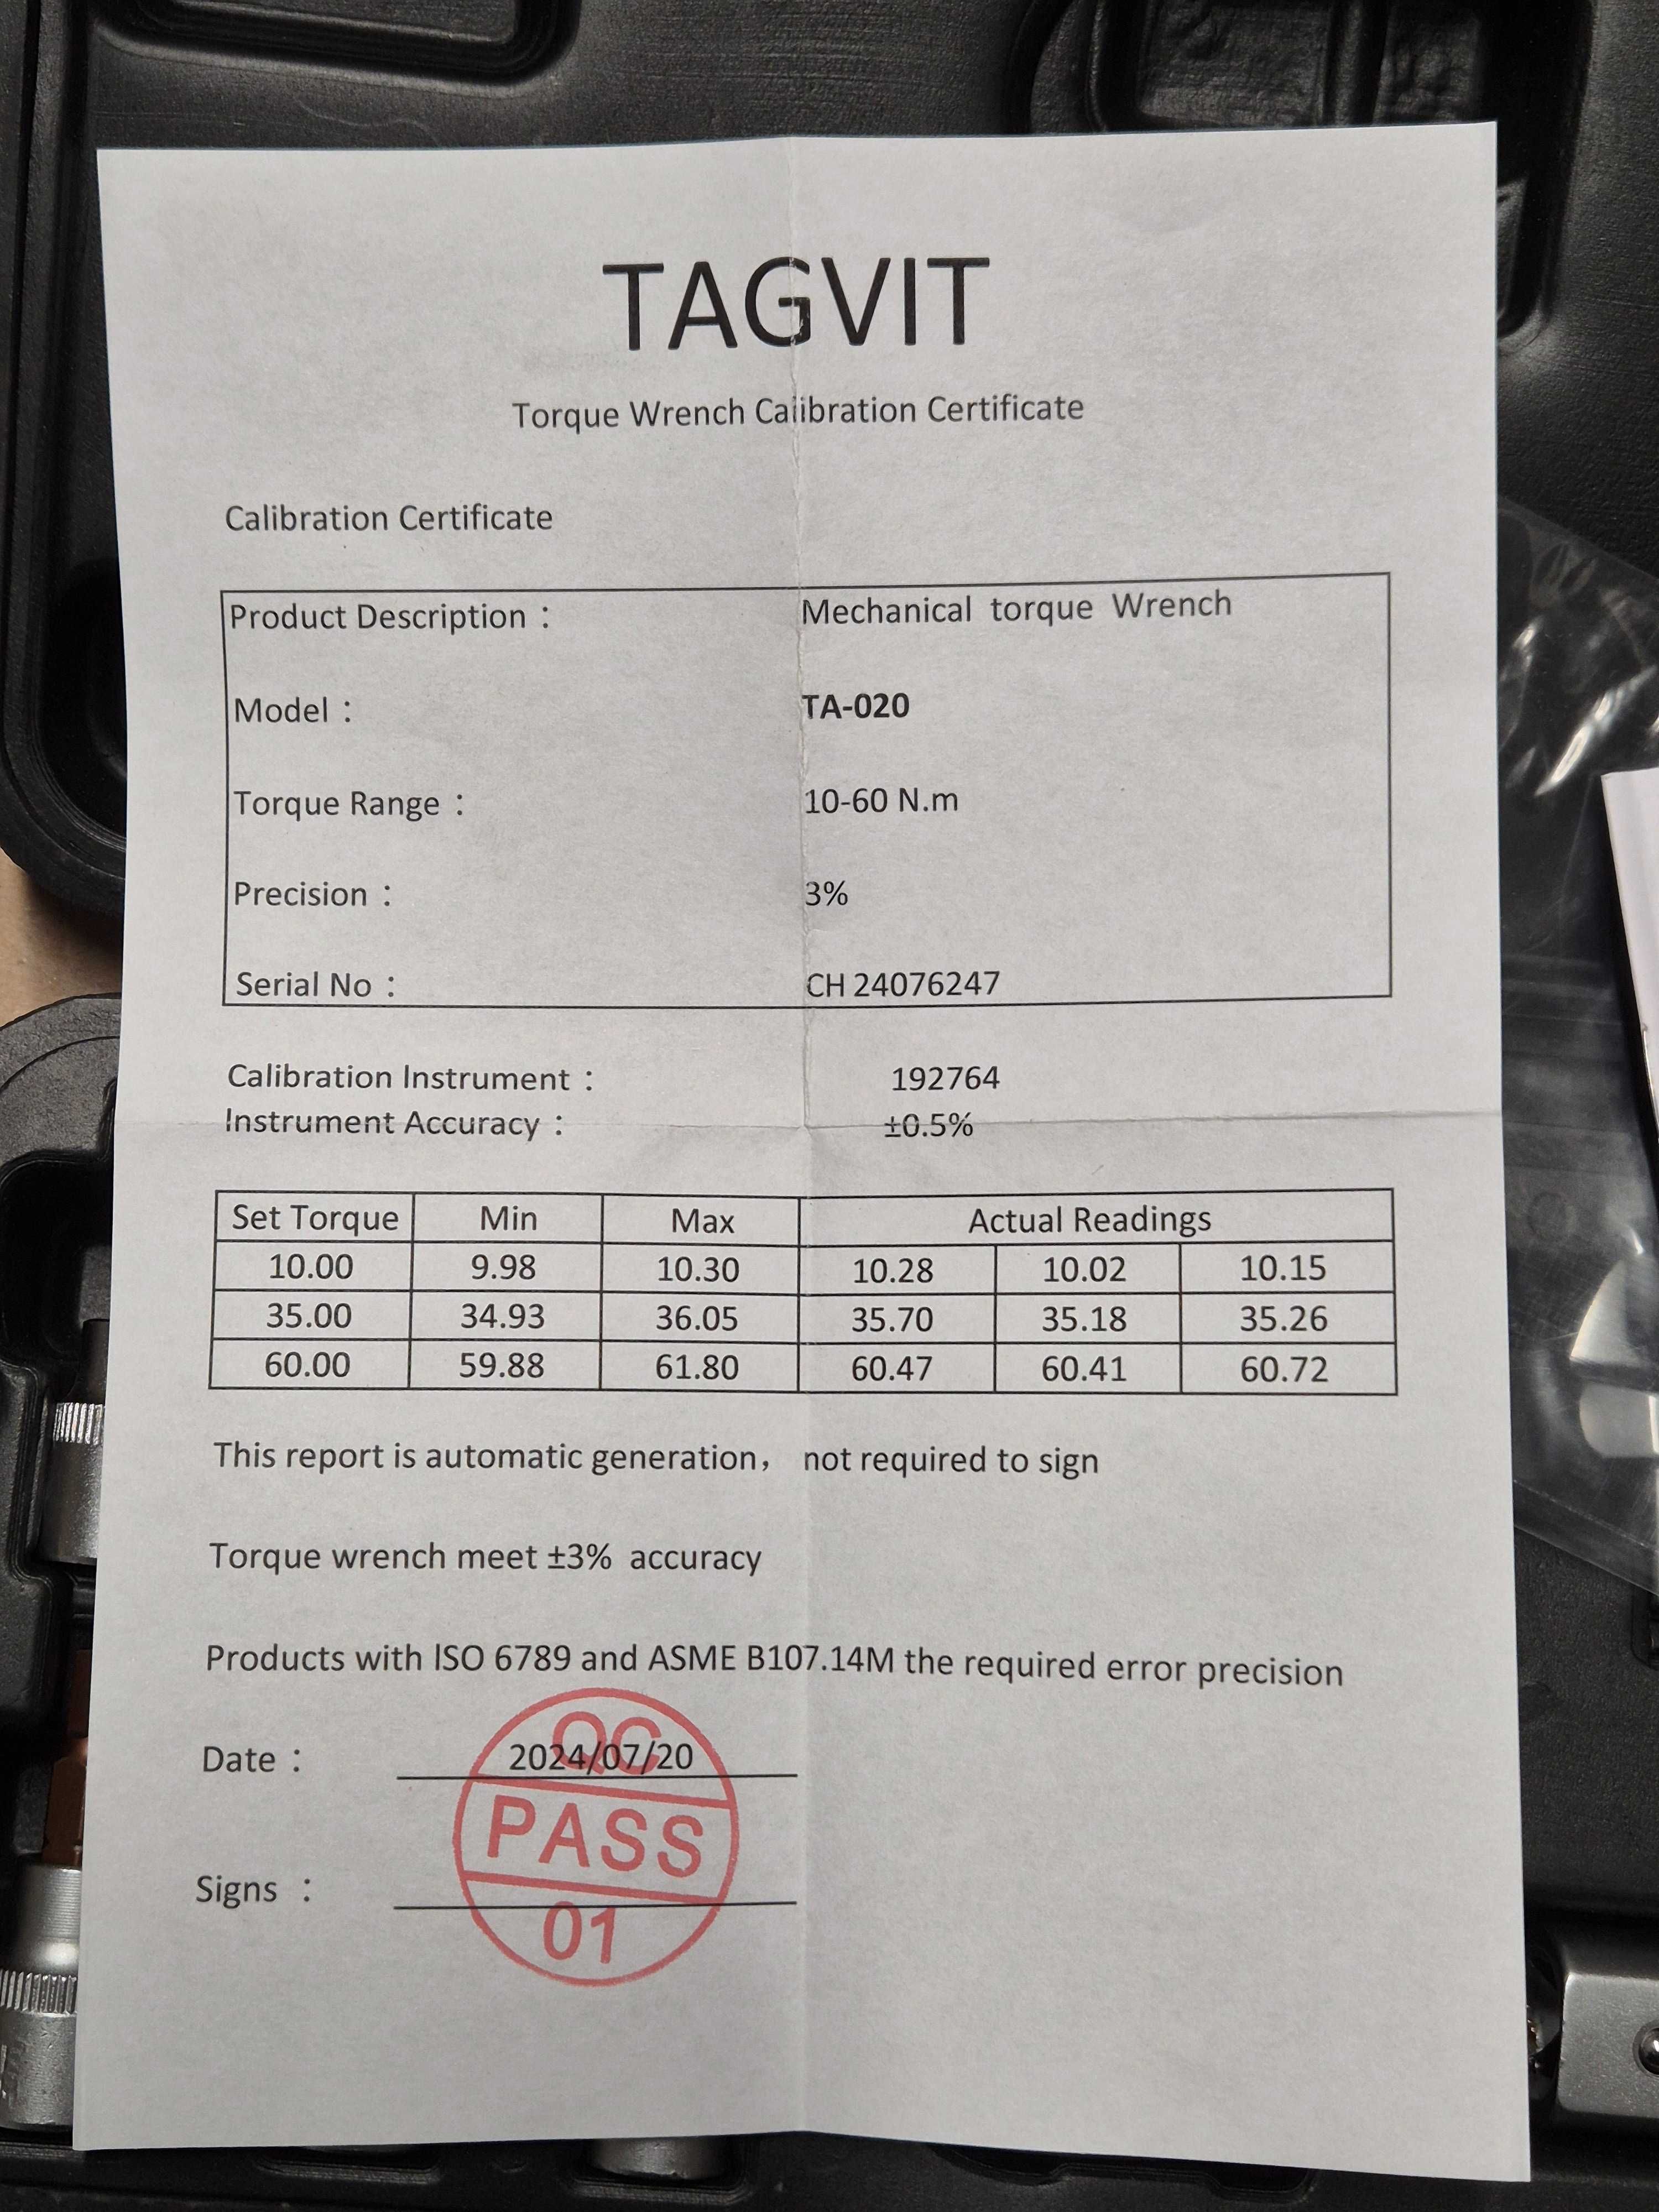 TAGVIT
Torque Wrench Calibration Certificate
Calibration Certificate
Product Description： Mechanical torque Wrench
Model： TA-020
Torque Range： 10-60 N.m
Precision： 3%
Serial No： CH 24076247
Calibration Instrument： 192764
Instrument Accuracy： ±0.5%
Set Torque Min Max Actual Readings
10.00 9.98 10.30 10.28 10.02 10.15
35.00 34.93 36.05 35.70 35.18 35.26
60.00 59.88 61.80 60.47 60.41 60.72
This report is automatic generation， not required to sign
Torque wrench meet ±3% accuracy
Products with ISO 6789 and ASME B107.14M the required error precision
QC
Date： 2024/07/20
PASS
Signs ：
01